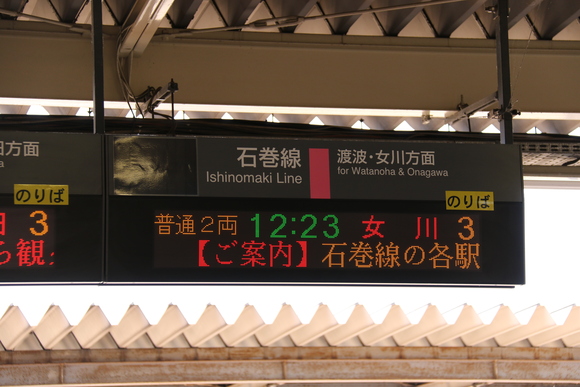 方面
のりば
3
ら観
石巻線
Ishinomaki Line
渡波・女川方面
for Watanoha & Onagawa
のりば
普通2両 12:23 女川 3
【ご案内】石巻線の各駅